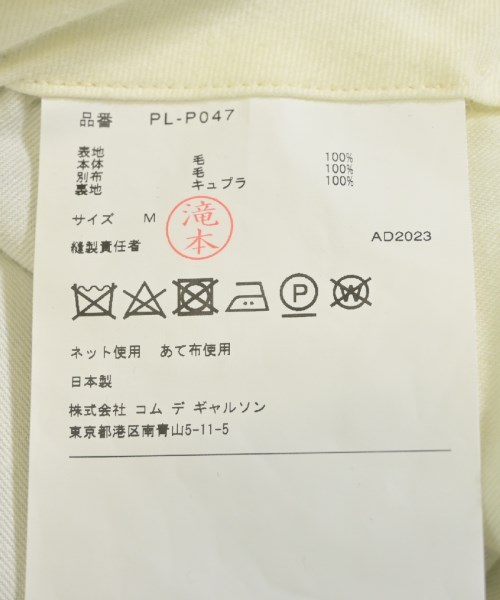 品番 PL-P047
表地
本体 毛 100%
別布 毛 100%
裏地 キュプラ 100%
サイズ M
滝本
縫製責任者 AD2023
P W
ネット使用 あて布使用
日本製
株式会社 コム デ ギャルソン
東京都港区南青山5-11-5